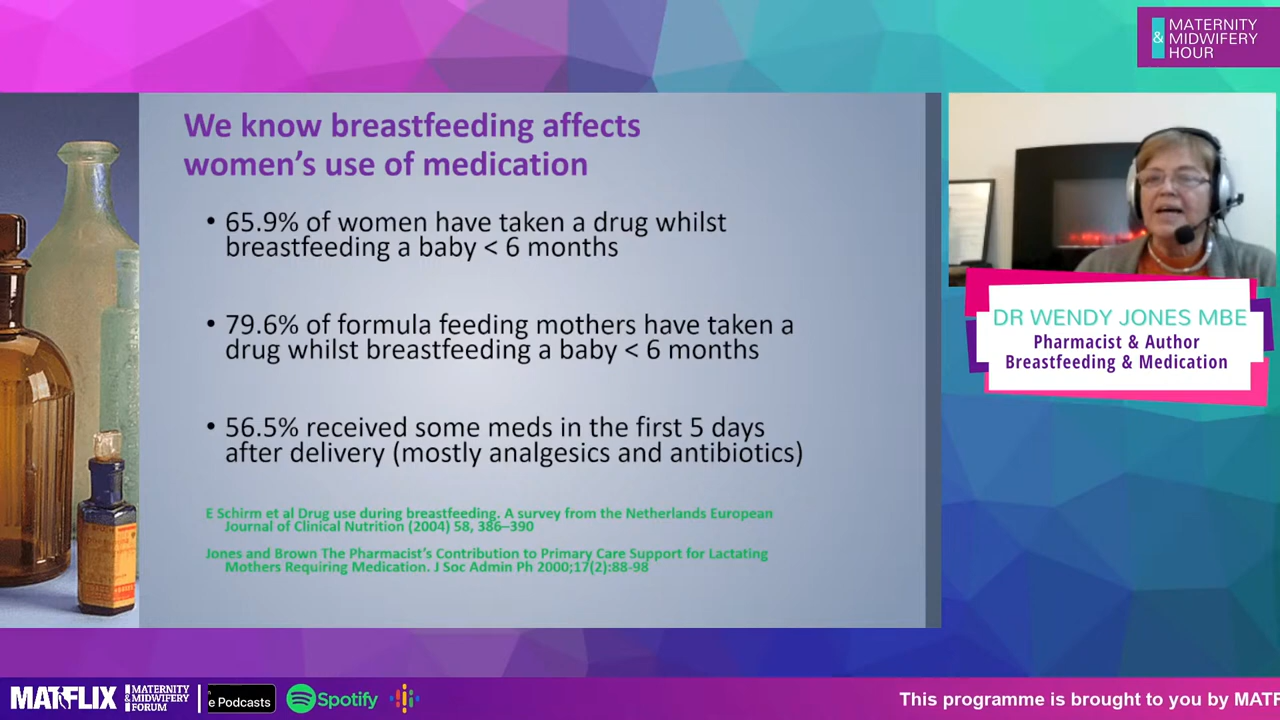 MATERNITY
& MIDWIFERY
HOUR
We know breastfeeding affects
women's use of medication
• 65.9% of women have taken a drug whilst
breastfeeding a baby < 6 months
• 79.6% of formula feeding mothers have taken a
drug whilst breastfeeding a baby < 6 months
• 56.5% received some meds in the first 5 days
after delivery (mostly analgesics and antibiotics)
E Schirm et al Drug use during breastfeeding. A survey from the Netherlands European
Journal of Clinical Nutrition (2004) 58, 386–390
Jones and Brown The Pharmacist's Contribution to Primary Care Support for Lactating
Mothers Requiring Medication. J Soc Admin Ph 2000;17(2):88-98
DR WENDY JONES MBE
Pharmacist & Author
Breastfeeding & Medication
MATFLIX
MATERNITY
& MIDWIFERY
FORUM
e Podcasts
Spotify
This programme is brought to you by MATF